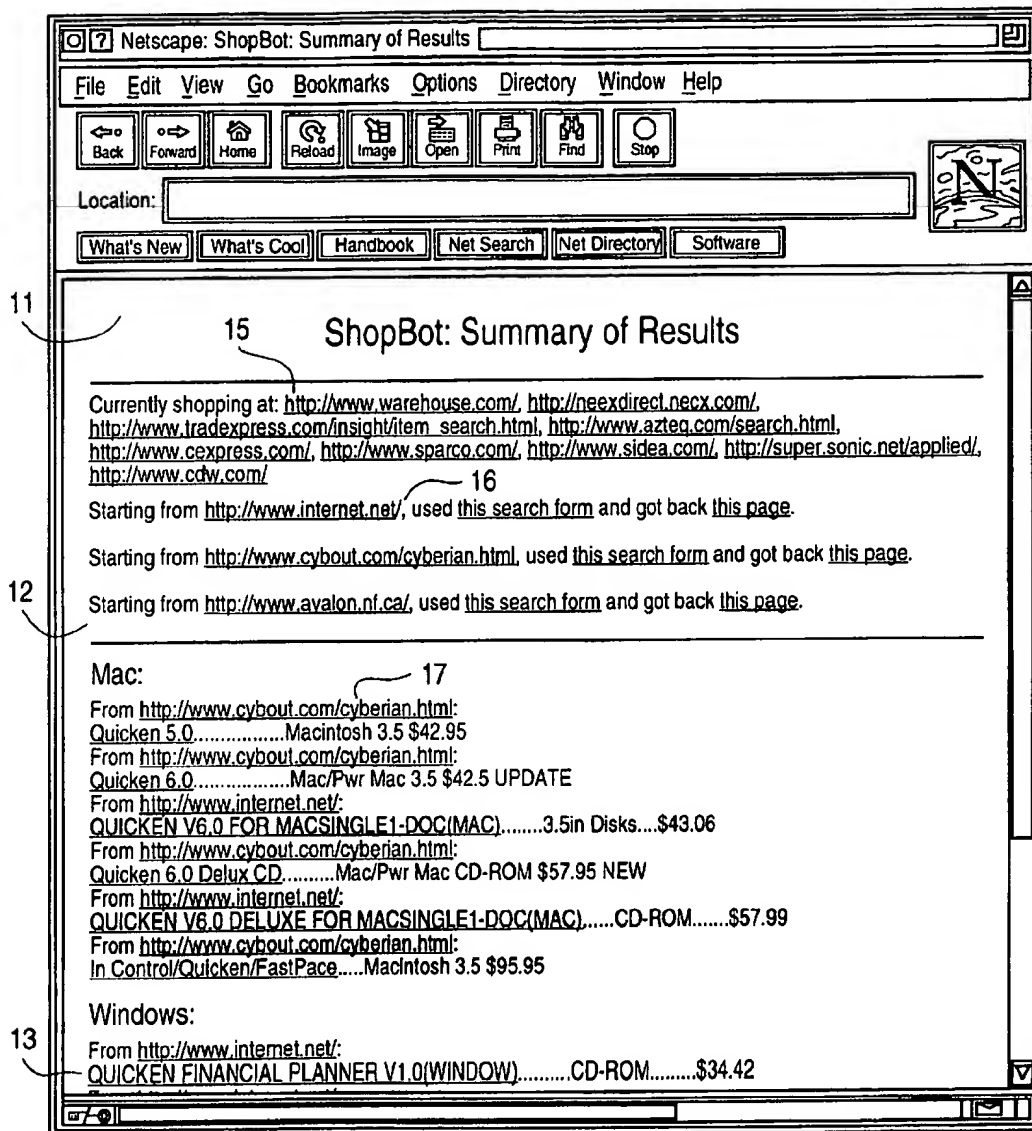 Netscape: ShopBot: Summary of Results
File Edit View Go Bookmarks Options Directory Window Help
Back Forward Home Reload Image Open Print Find Stop
N
Location:
What's New What's Cool Handbook Net Search Net Directory Software
11
15
ShopBot: Summary of Results
Currently shopping at: http://www.warehouse.com/, http://neexdirect.necx.com/,
http://www.tradexpress.com/insight/item_search.html, http://www.azteq.com/search.html,
http://www.cexpress.com/, http://www.sparco.com/, http://www.sidea.com/, http://super.sonic.net/applied/,
http://www.cdw.com/
16
Starting from http://www.internet.net/, used this search form and got back this page.
Starting from http://www.cybout.com/cyberian.html, used this search form and got back this page.
12
Starting from http://www.avalon.nf.ca/, used this search form and got back this page.
Mac:
17
From http://www.cybout.com/cyberian.html:
Quicken 5.0.................Macintosh 3.5 $42.95
From http://www.cybout.com/cyberian.html:
Quicken 6.0.................Mac/Pwr Mac 3.5 $42.5 UPDATE
From http://www.internet.net/:
QUICKEN V6.0 FOR MACSINGLE1-DOC(MAC)........3.5in Disks....$43.06
From http://www.cybout.com/cyberian.html:
Quicken 6.0 Delux CD..........Mac/Pwr Mac CD-ROM $57.95 NEW
From http://www.internet.net/:
QUICKEN V6.0 DELUXE FOR MACSINGLE1-DOC(MAC)......CD-ROM.......$57.99
From http://www.cybout.com/cyberian.html:
In Control/Quicken/FastPace.....Macintosh 3.5 $95.95
Windows:
13
From http://www.internet.net/:
QUICKEN FINANCIAL PLANNER V1.0(WINDOW)..........CD-ROM.........$34.42